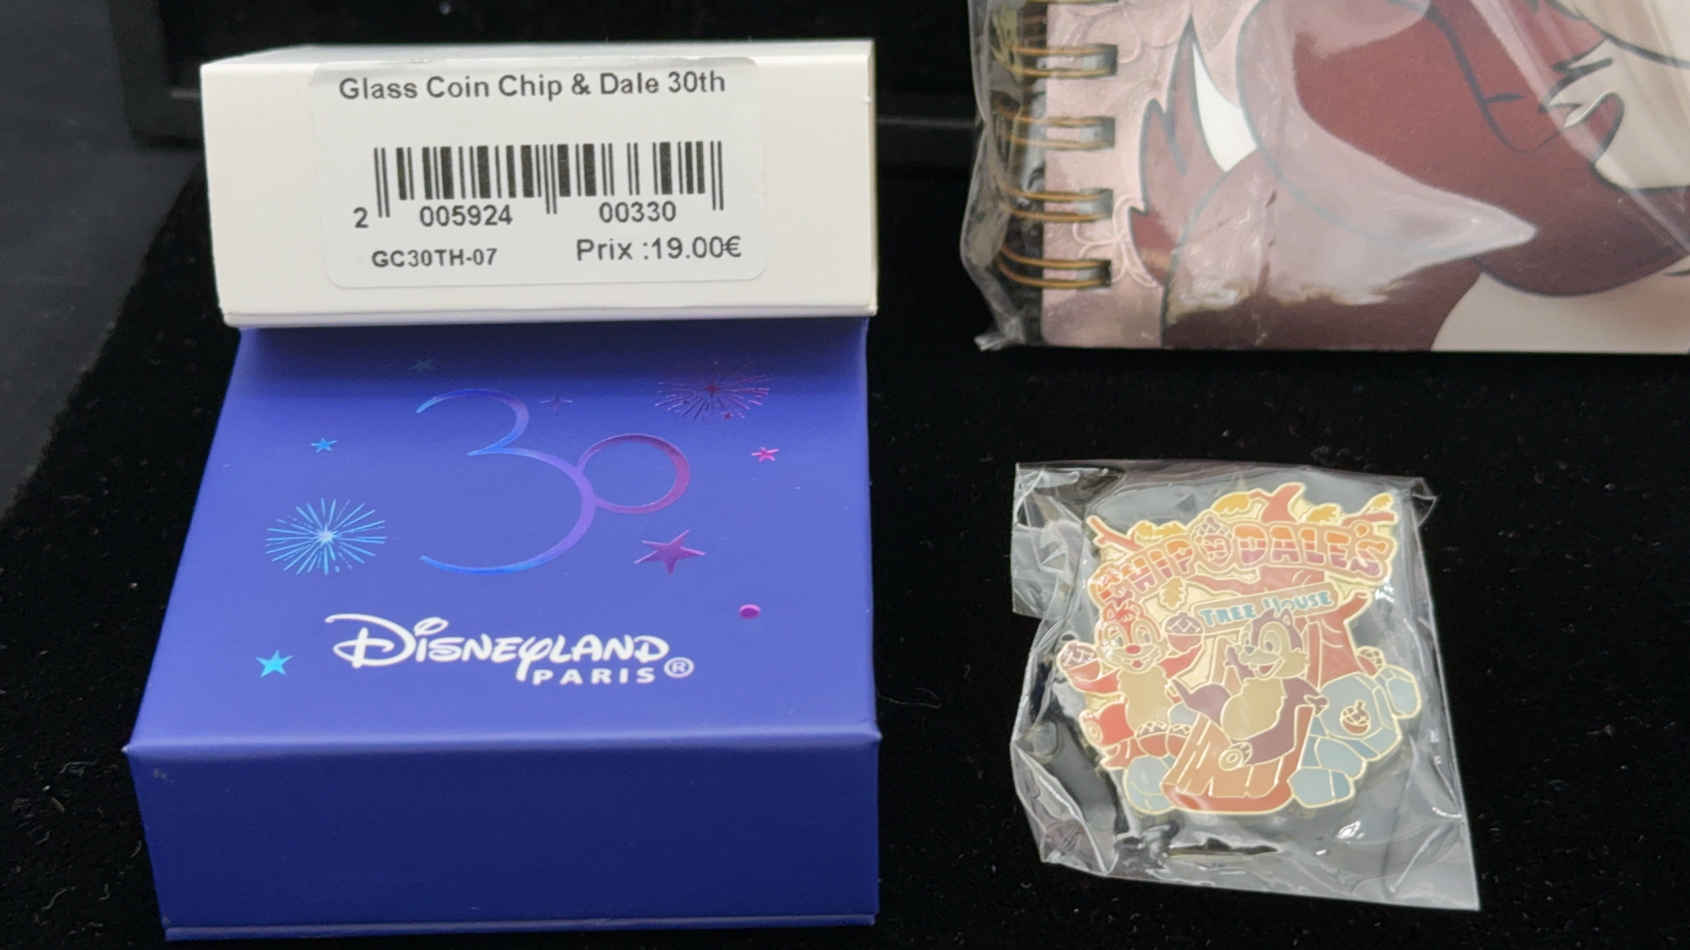 Glass Coin Chip & Dale 30th
2 005924 00330
GC30TH-07 Prix :19.00€
30
DISNEYLAND
PARIS®
CHIP N DALE'S
TREE HOUSE